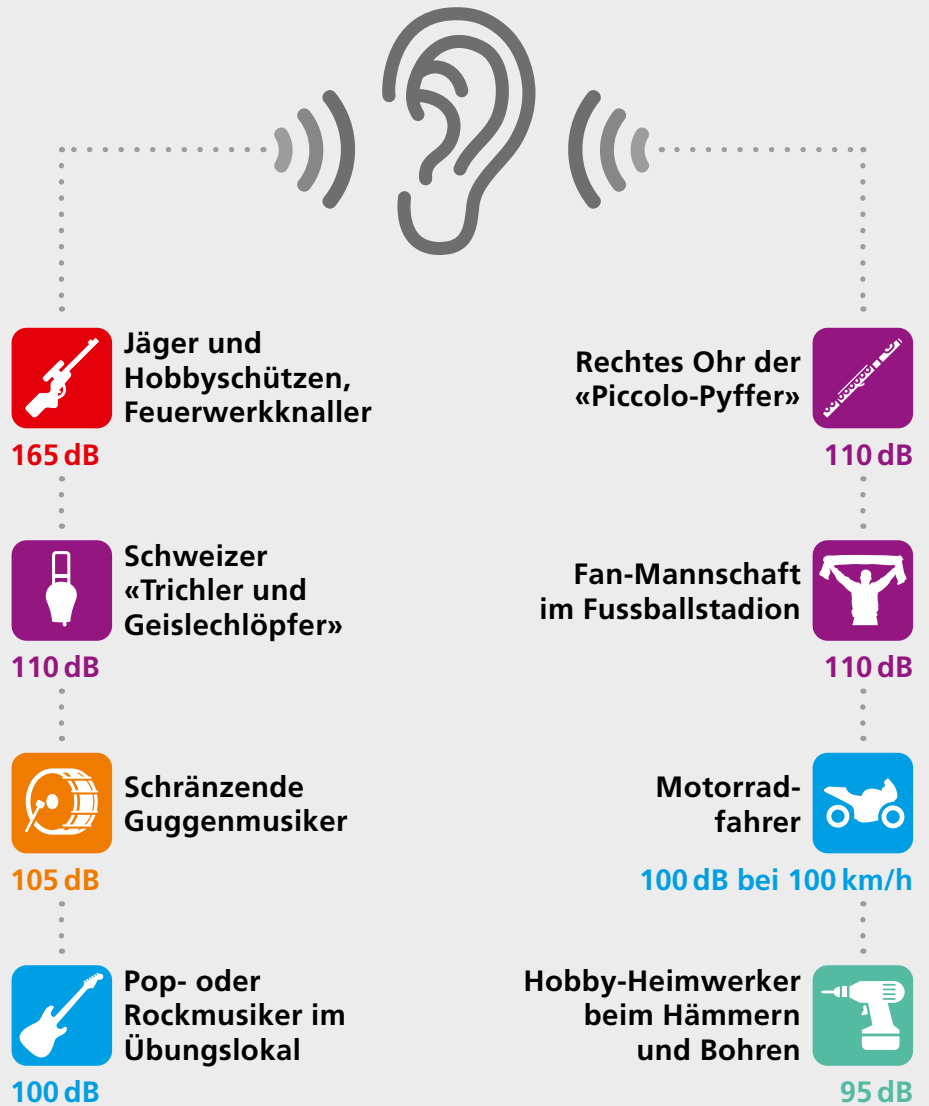 Jäger und
Hobbyschützen,
Feuerwerkknaller
165 dB
Rechtes Ohr der
«Piccolo-Pyffer»
110 dB
Schweizer
«Trichler und
Geislechlöpfer»
110 dB
Fan-Mannschaft
im Fussballstadion
110 dB
Schränzende
Guggenmusiker
105 dB
Motorrad-
fahrer
100 dB bei 100 km/h
Pop- oder
Rockmusiker im
Übungslokal
100 dB
Hobby-Heimwerker
beim Hämmern
und Bohren
95 dB